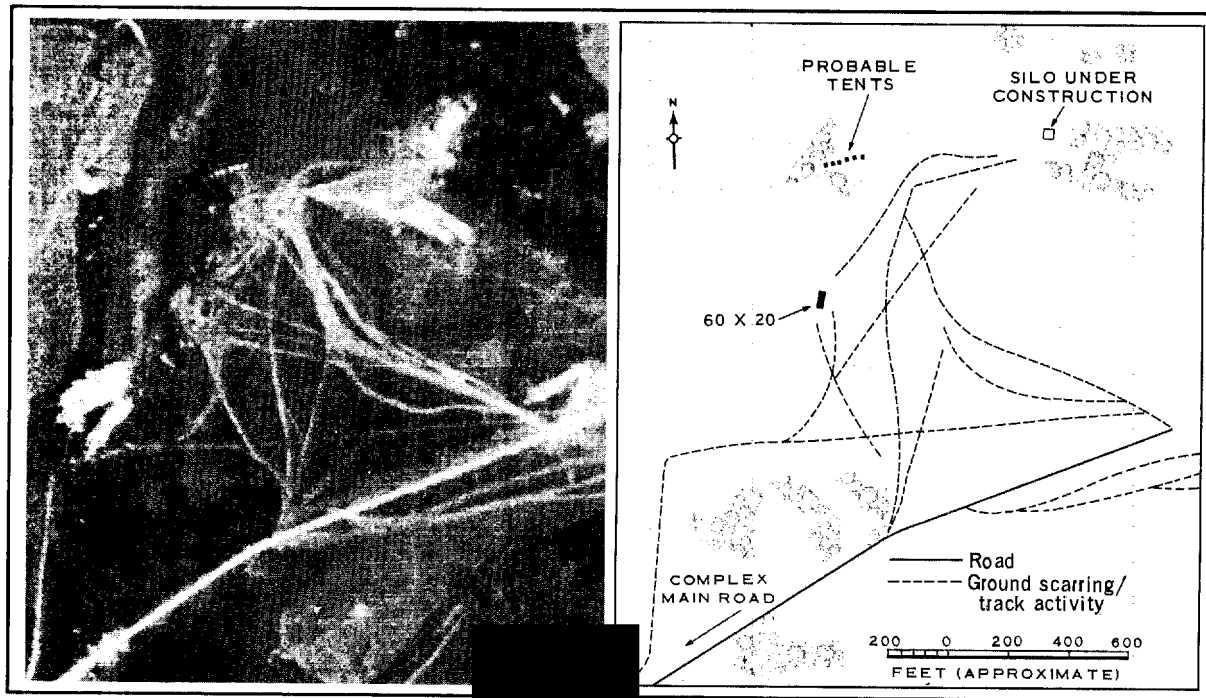 PROBABLE
TENTS
SILO UNDER
CONSTRUCTION
N
60 X 20
COMPLEX
MAIN ROAD
Road
Ground scarring/
track activity
200 0 200 400 600
FEET (APPROXIMATE)